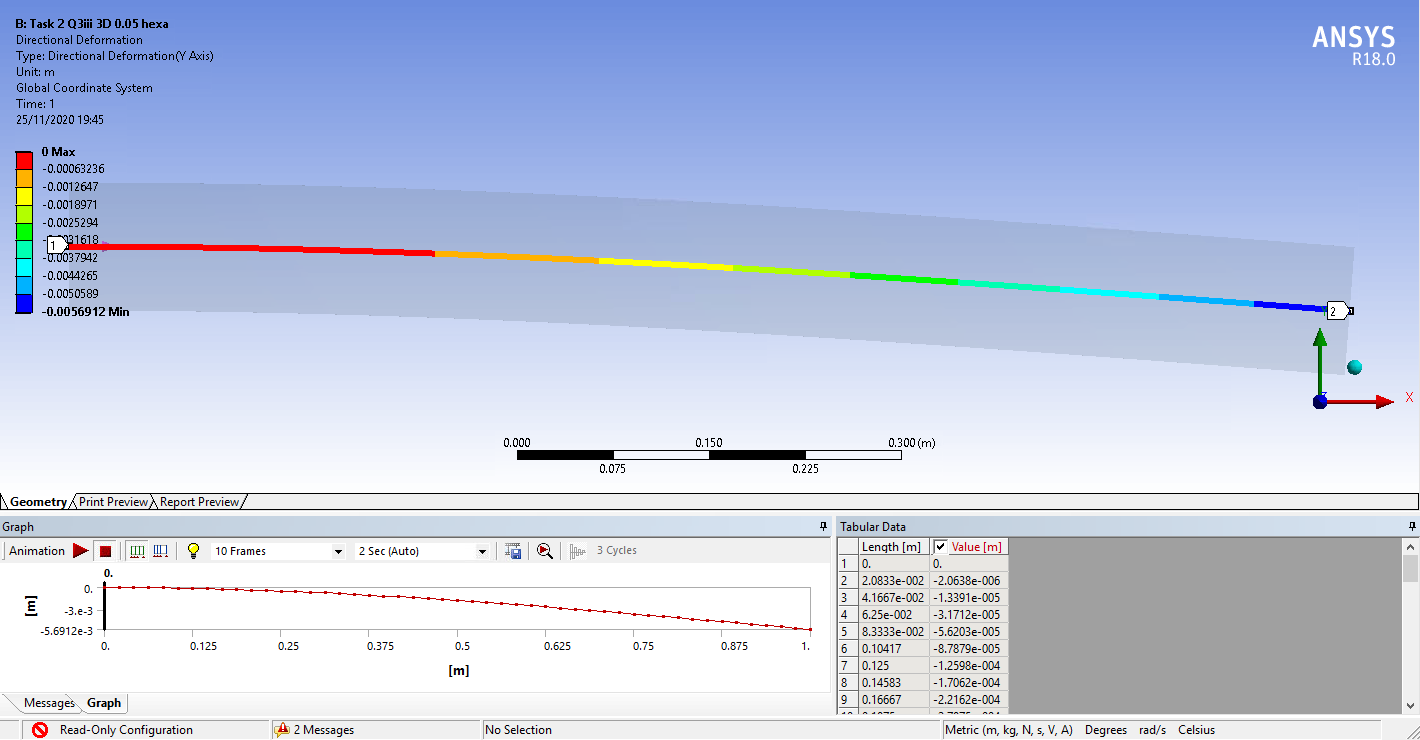 B: Task 2 Q3iii 3D 0.05 hexa
Directional Deformation
Type: Directional Deformation(Y Axis)
Unit: m
Global Coordinate System
Time: 1
25/11/2020 19:45
ANSYS
R18.0
0 Max
-0.00063236
-0.0012647
-0.0018971
-0.0025294
-0.0037942
-0.0044265
-0.0050589
-0.0056912 Min
1
2
Y
X
0.000 0.150 0.300 (m)
0.075 0.225
Geometry Print Preview Report Preview
Graph
Animation 10 Frames 2 Sec (Auto) 3 Cycles
0.
[m]
0.
-3.e-3
-5.6912e-3
0. 0.125 0.25 0.375 0.5 0.625 0.75 0.875 1.
[m]
Messages Graph
Tabular Data
Length [m] Value [m]
1 0. 0.
2 2.0833e-002 -2.0638e-006
3 4.1667e-002 -1.3391e-005
4 6.25e-002 -3.1712e-005
5 8.3333e-002 -5.6203e-005
6 0.10417 -8.7879e-005
7 0.125 -1.2598e-004
8 0.14583 -1.7062e-004
9 0.16667 -2.2162e-004
Read-Only Configuration 2 Messages No Selection Metric (m, kg, N, s, V, A) Degrees rad/s Celsius